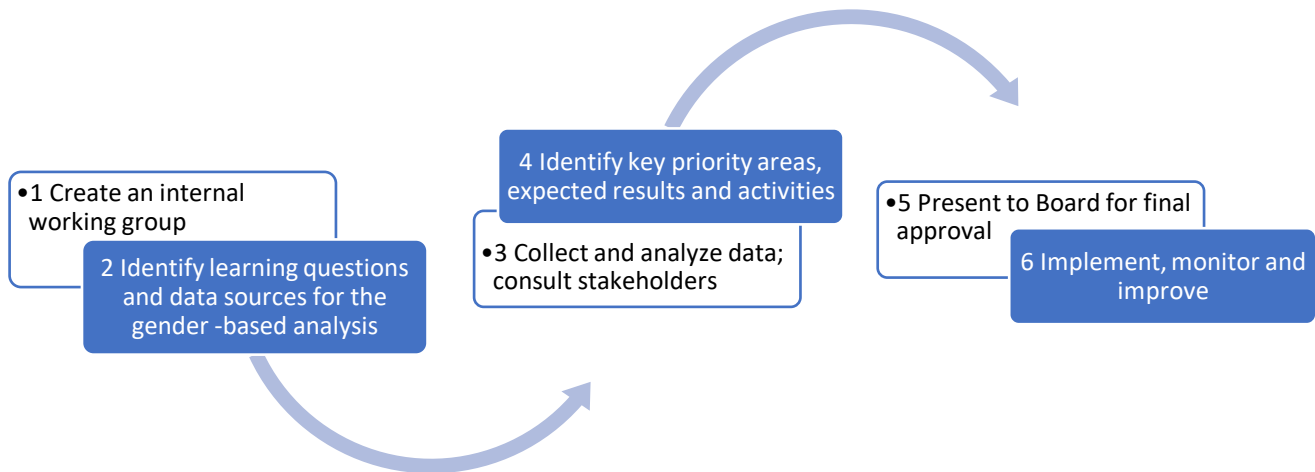 •1 Create an internal
working group
2 Identify learning questions
and data sources for the
gender -based analysis
•3 Collect and analyze data;
consult stakeholders
4 Identify key priority areas,
expected results and activities
•5 Present to Board for final
approval
6 Implement, monitor and
improve